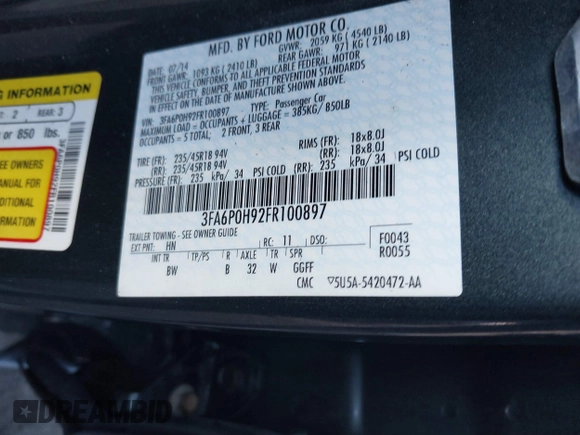 MFD. BY FORD MOTOR CO.
DATE: 07/14 GVWR: 2059 KG ( 4540 LB)
FRONT GAWR: 1093 KG ( 2410 LB) REAR GAWR: 971 KG ( 2140 LB)
THIS VEHICLE CONFORMS TO ALL APPLICABLE FEDERAL MOTOR
VEHICLE SAFETY, BUMPER, AND THEFT PREVENTION STANDARDS
IN EFFECT ON THE DATE OF MANUFACTURE SHOWN ABOVE.
VIN: 3FA6P0H92FR100897 TYPE: Passenger Car
MAXIMUM LOAD = OCCUPANTS + LUGGAGE = 385KG/850LB
OCCUPANTS = 5 TOTAL; 2 FRONT, 3 REAR
TIRE (FR): 235/45R18 94V RIMS (FR): 18x8.0J
(RR): 235/45R18 94V (RR): 18x8.0J
PRESSURE (FR): 235 kPa/ 34 PSI COLD (RR): 235 kPa/ 34 PSI COLD
3FA6P0H92FR100897
TRAILER TOWING - SEE OWNER GUIDE
EXT PNT: HN RC: 11 DSO: F0043
R0055
INT TR TP/PS R AXLE TR SPR
BW B 32 W GGFF
CMC ▽5U5A-5420472-AA
G INFORMATION
NT: 2 REAR: 3
or 850 lbs.
SEE OWNERS
MANUAL FOR
ADDITIONAL
INFORMATION
3FA6P0H92FR100897
DREAMBID